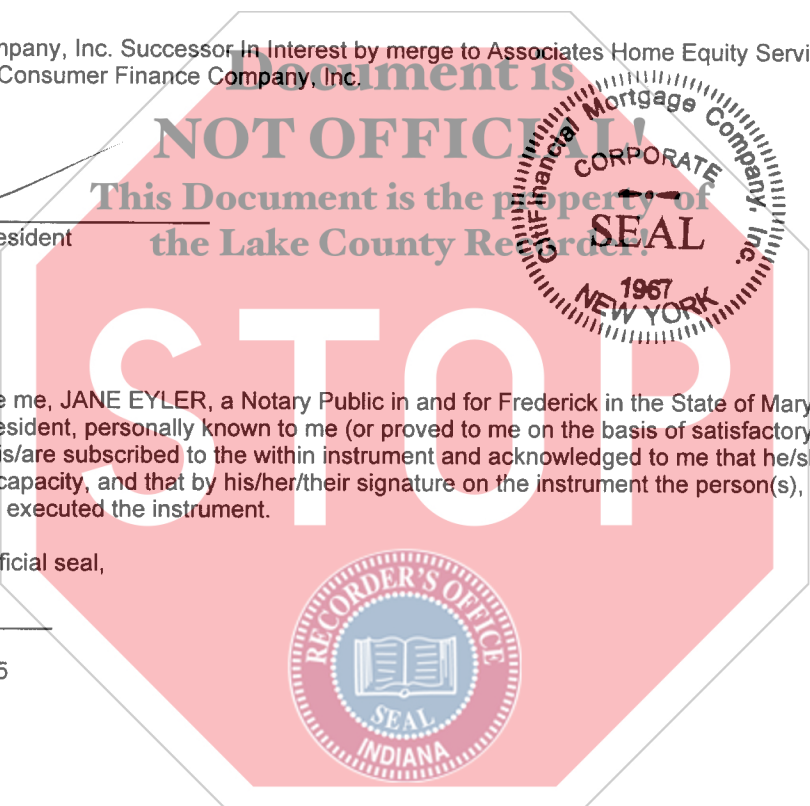 mpany, Inc. Successor In Interest by merge to Associates Home Equity Servi
Consumer Finance Company, Inc.
Document is
NOT OFFICIAL!
This Document is the property of
the Lake County Recorder!
CitiFinancial Mortgage Company, Inc.
CORPORATE
SEAL
1967
NEW YORK
esident
STOP
e me, JANE EYLER, a Notary Public in and for Frederick in the State of Mary
esident, personally known to me (or proved to me on the basis of satisfactory
is/are subscribed to the within instrument and acknowledged to me that he/s
capacity, and that by his/her/their signature on the instrument the person(s),
executed the instrument.
ficial seal,
5
RECORDER'S OFFICE
SEAL
INDIANA